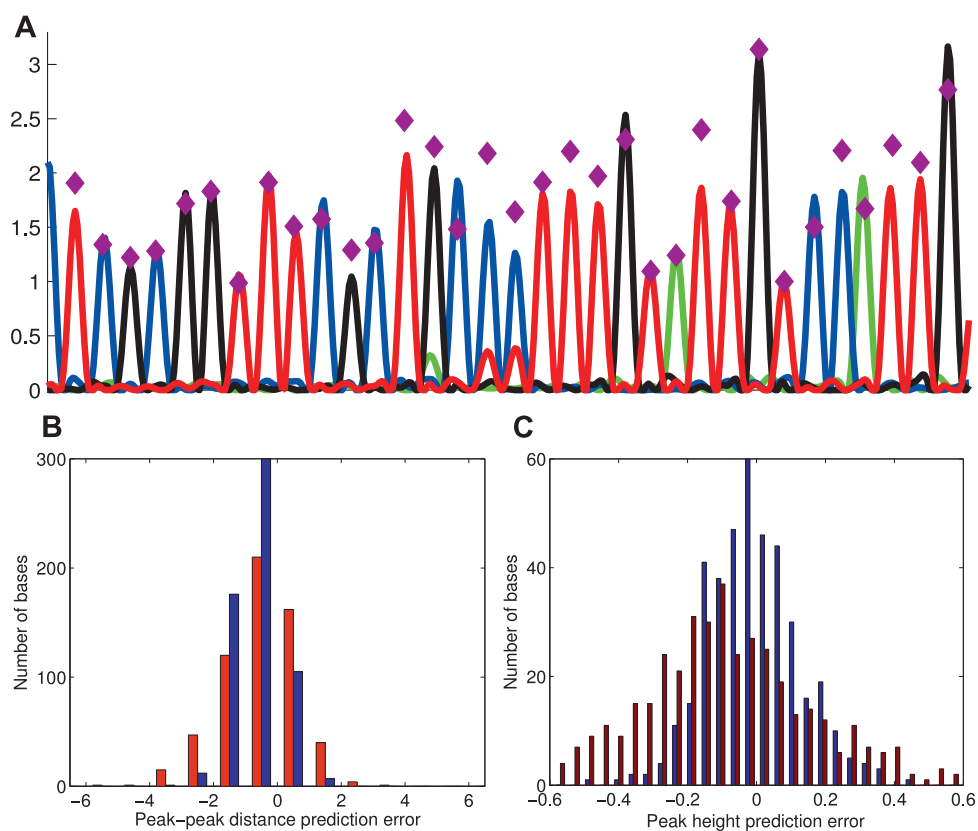 A
3
2.5
2
1.5
1
0.5
0
B
C
300
200
100
0
Number of bases
−6 −4 −2 0 2 4 6
Peak−peak distance prediction error
60
40
20
0
Number of bases
−0.6 −0.4 −0.2 0 0.2 0.4 0.6
Peak height prediction error